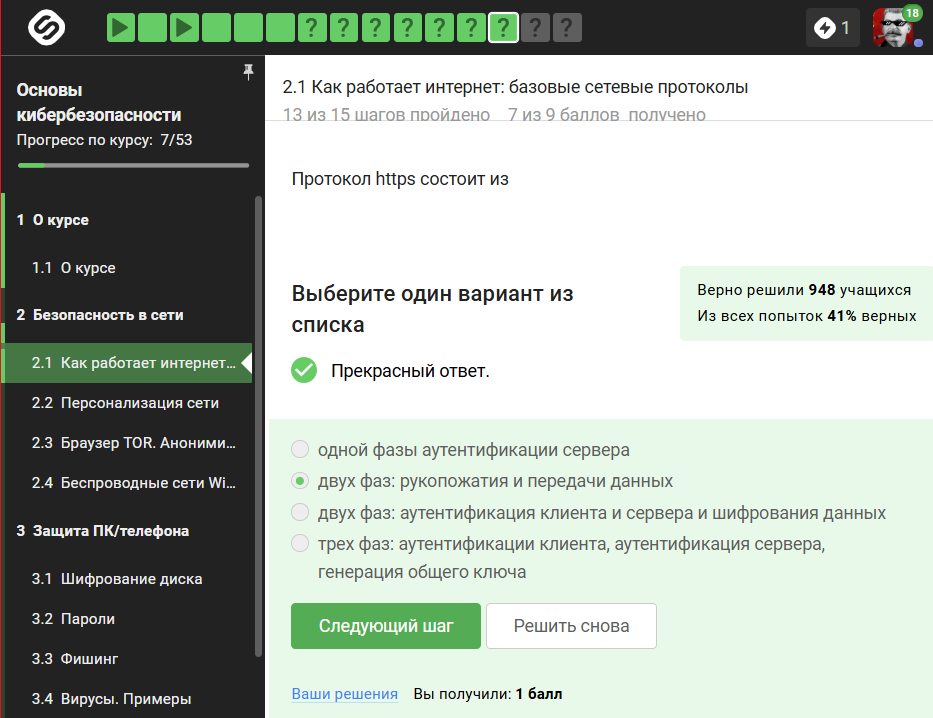 ? ? ? ? ? ? ? ? ?
1
18
Основы
кибербезопасности
Прогресс по курсу: 7/53
1 О курсе
1.1 О курсе
2 Безопасность в сети
2.1 Как работает интернет...
2.2 Персонализация сети
2.3 Браузер TOR. Аноними...
2.4 Беспроводные сети Wi...
3 Защита ПК/телефона
3.1 Шифрование диска
3.2 Пароли
3.3 Фишинг
3.4 Вирусы. Примеры
2.1 Как работает интернет: базовые сетевые протоколы
13 из 15 шагов пройдено 7 из 9 баллов получено
Протокол https состоит из
Выберите один вариант из
списка
Верно решили 948 учащихся
Из всех попыток 41% верных
Прекрасный ответ.
одной фазы аутентификации сервера
двух фаз: рукопожатия и передачи данных
двух фаз: аутентификация клиента и сервера и шифрования данных
трех фаз: аутентификации клиента, аутентификация сервера,
генерация общего ключа
Следующий шаг
Решить снова
Ваши решения Вы получили: 1 балл